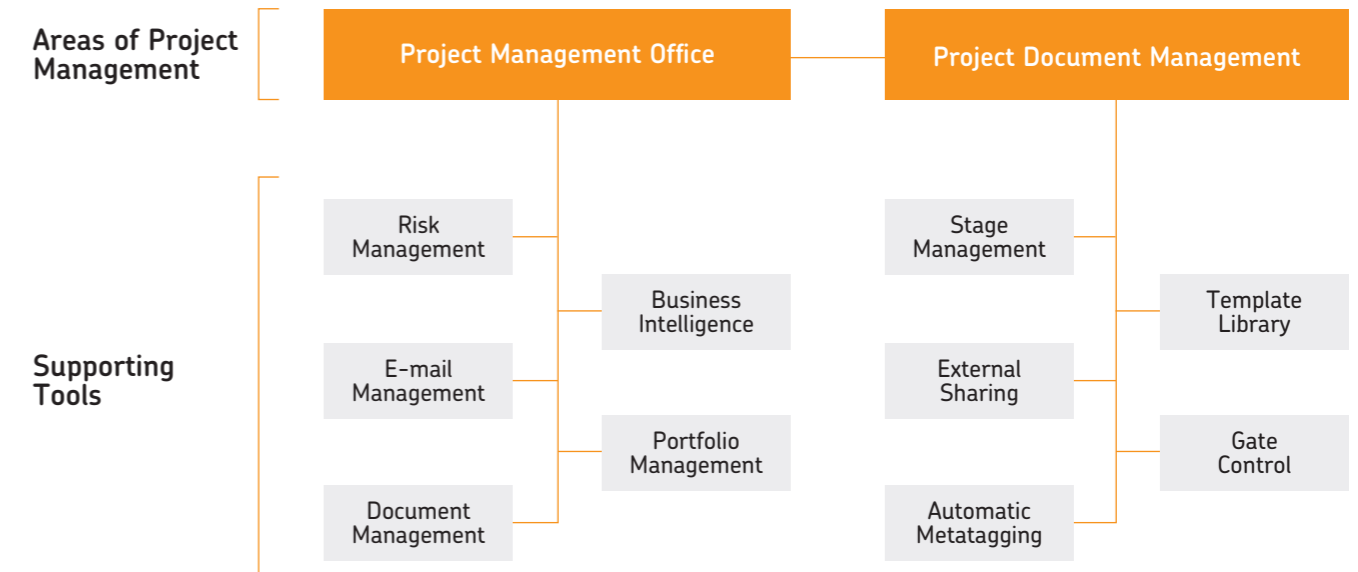 Areas of Project
Management
Project Management Office
Project Document Management
Supporting
Tools
Risk
Management
Business
Intelligence
E-mail
Management
Portfolio
Management
Document
Management
Stage
Management
Template
Library
External
Sharing
Gate
Control
Automatic
Metatagging